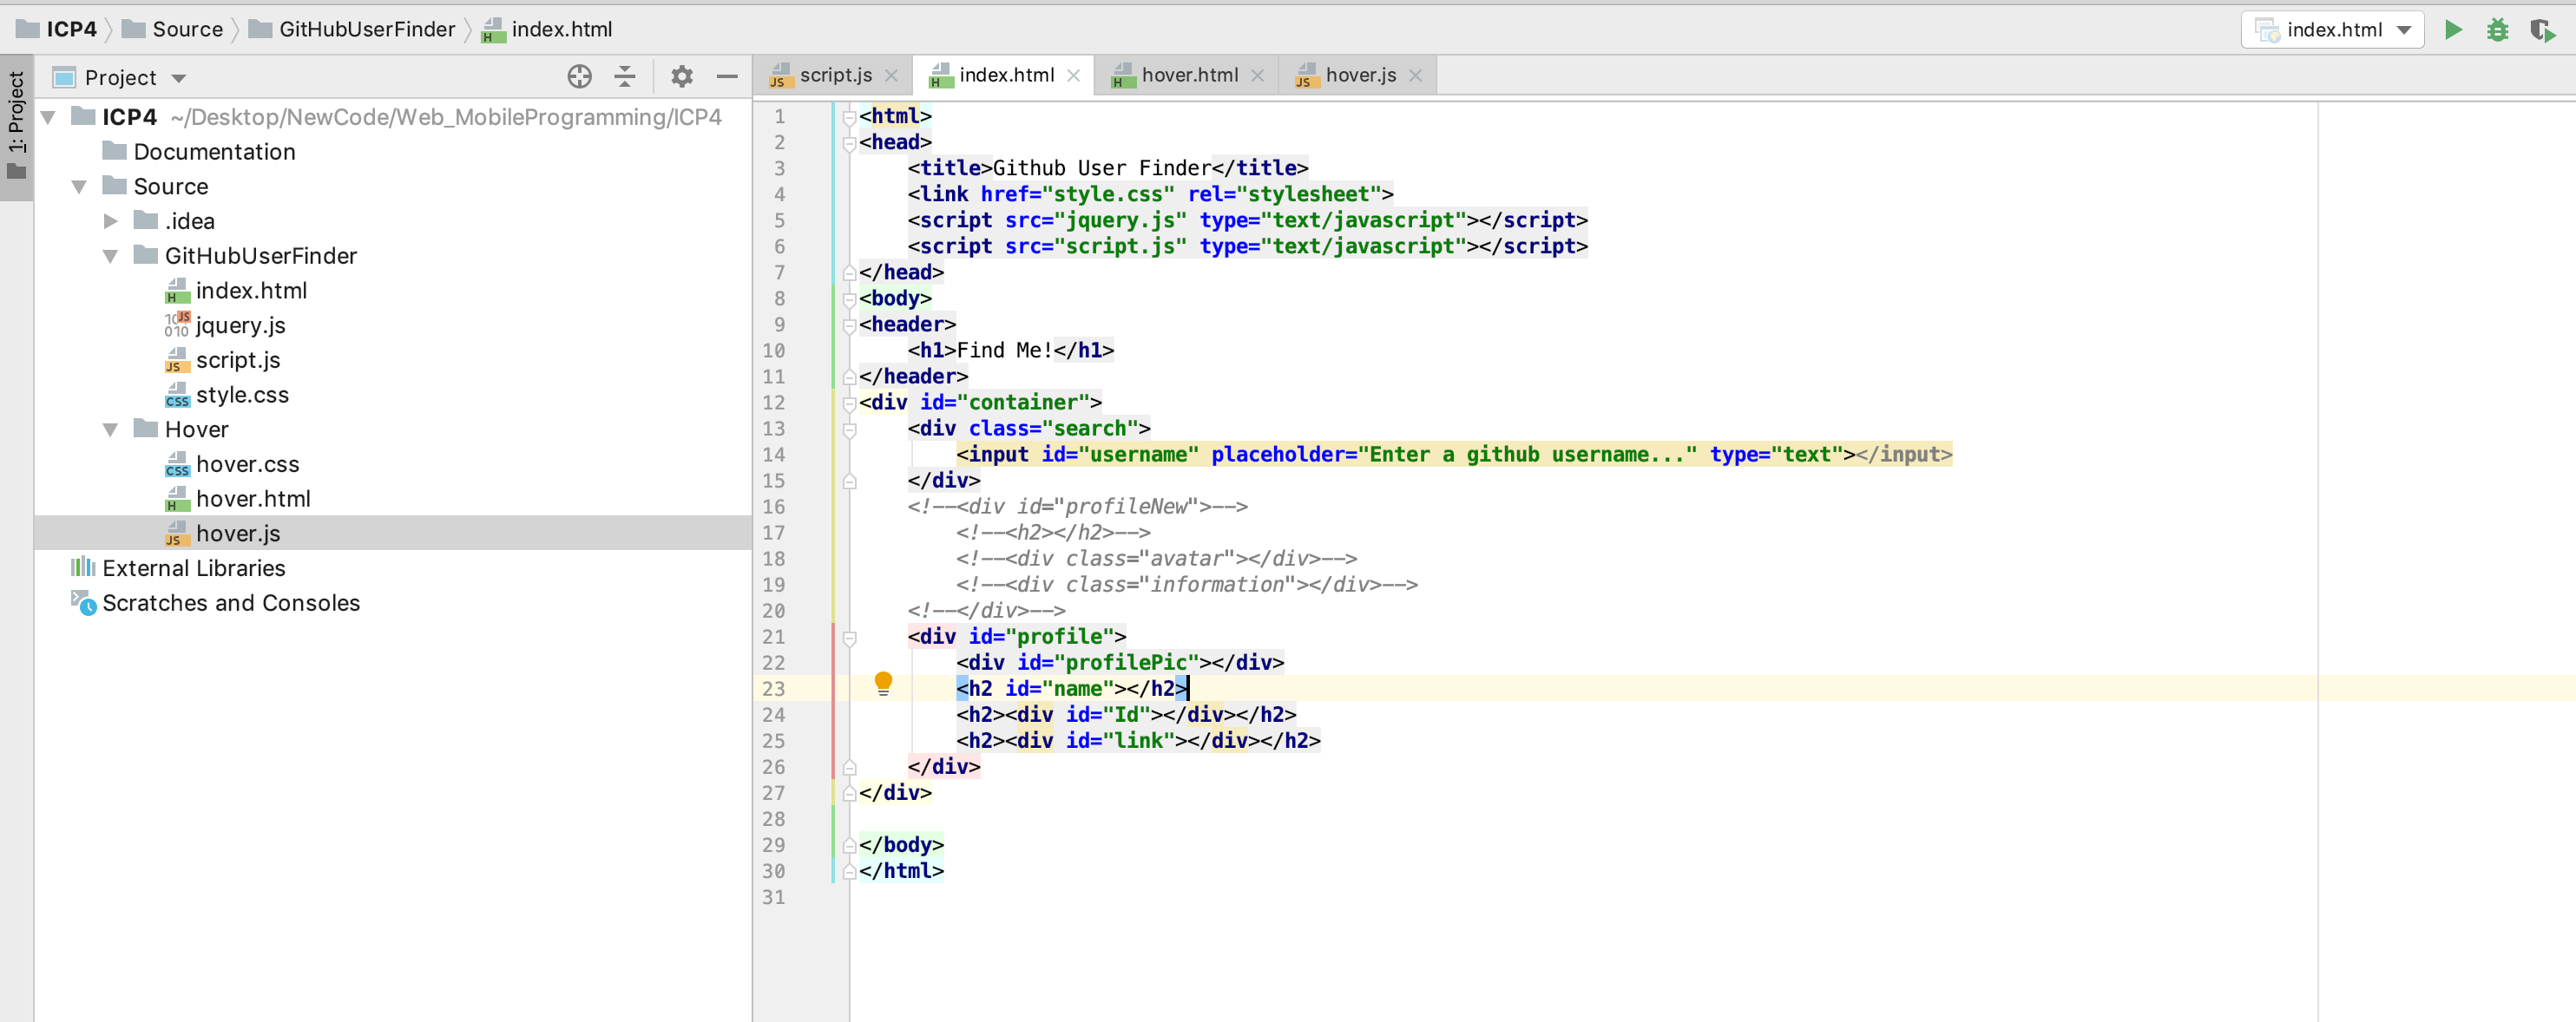 ICP4 Source GitHubUserFinder index.html
index.html
1: Project
Project
ICP4 ~/Desktop/NewCode/Web_MobileProgramming/ICP4
Documentation
Source
.idea
GitHubUserFinder
index.html
jquery.js
script.js
style.css
Hover
hover.css
hover.html
hover.js
External Libraries
Scratches and Consoles
script.js index.html hover.html hover.js
1 <html>
2 <head>
3 <title>Github User Finder</title>
4 <link href="style.css" rel="stylesheet">
5 <script src="jquery.js" type="text/javascript"></script>
6 <script src="script.js" type="text/javascript"></script>
7 </head>
8 <body>
9 <header>
10 <h1>Find Me!</h1>
11 </header>
12 <div id="container">
13 <div class="search">
14 <input id="username" placeholder="Enter a github username..." type="text"></input>
15 </div>
16 <!--<div id="profileNew">-->
17 <!--<h2></h2>-->
18 <!--<div class="avatar"></div>-->
19 <!--<div class="information"></div>-->
20 <!--</div>-->
21 <div id="profile">
22 <div id="profilePic"></div>
23 <h2 id="name"></h2>
24 <h2><div id="Id"></div></h2>
25 <h2><div id="link"></div></h2>
26 </div>
27 </div>
28
29 </body>
30 </html>
31